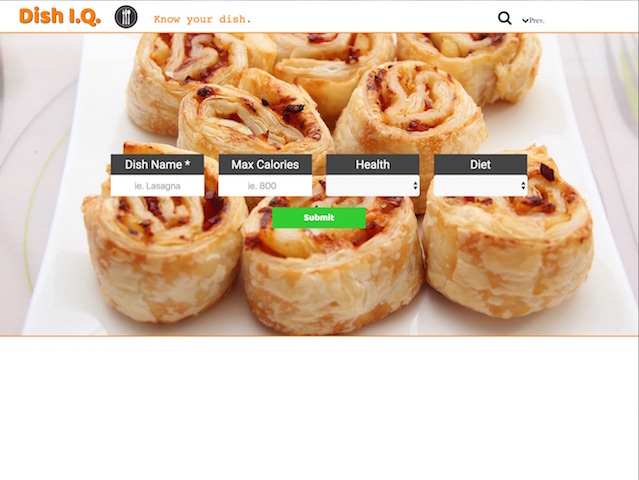 Dish I.Q.
Know your dish.
Prev.
Dish Name *
Max Calories
Health
Diet
ie. Lasagna
ie. 800
Submit